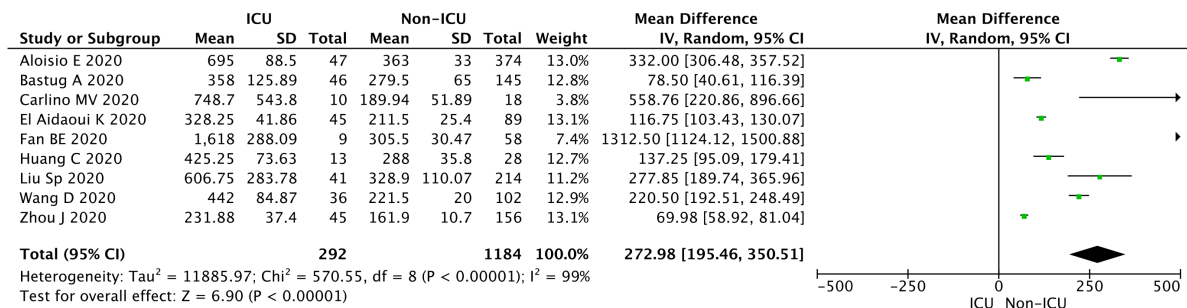 ICU Non-ICU Mean Difference Mean Difference
Study or Subgroup Mean SD Total Mean SD Total Weight IV, Random, 95% CI IV, Random, 95% CI
Aloisio E 2020 695 88.5 47 363 33 374 13.0% 332.00 [306.48, 357.52]
Bastug A 2020 358 125.89 46 279.5 65 145 12.8% 78.50 [40.61, 116.39]
Carlino MV 2020 748.7 543.8 10 189.94 51.89 18 3.8% 558.76 [220.86, 896.66]
El Aidaoui K 2020 328.25 41.86 45 211.5 25.4 89 13.1% 116.75 [103.43, 130.07]
Fan BE 2020 1,618 288.09 9 305.5 30.47 58 7.4% 1312.50 [1124.12, 1500.88]
Huang C 2020 425.25 73.63 13 288 35.8 28 12.7% 137.25 [95.09, 179.41]
Liu Sp 2020 606.75 283.78 41 328.9 110.07 214 11.2% 277.85 [189.74, 365.96]
Wang D 2020 442 84.87 36 221.5 20 102 12.9% 220.50 [192.51, 248.49]
Zhou J 2020 231.88 37.4 45 161.9 10.7 156 13.1% 69.98 [58.92, 81.04]
Total (95% CI) 292 1184 100.0% 272.98 [195.46, 350.51]
Heterogeneity: Tau² = 11885.97; Chi² = 570.55, df = 8 (P < 0.00001); I² = 99%
Test for overall effect: Z = 6.90 (P < 0.00001)
-500 -250 0 250 500
ICU Non-ICU